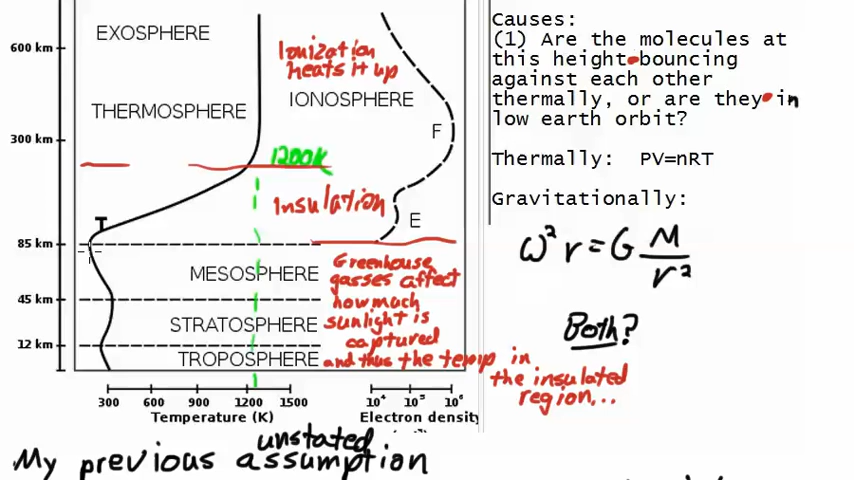 EXOSPHERE
600 km
Ionization
heats it up
IONOSPHERE
THERMOSPHERE
F
300 km
1200K
Insulation
T
E
85 km
MESOSPHERE
Greenhouse
gasses affect
45 km
how much
STRATOSPHERE
sunlight is
captured
12 km
TROPOSPHERE
and thus the temp in
the insulated
region...
300 600 900 1200 1500
10⁴ 10⁵ 10⁶
Temperature (K)
Electron density
Causes:
(1) Are the molecules at
this height bouncing
against each other
thermally, or are they in
low earth orbit?
Thermally: PV=nRT
Gravitationally:
ω² r = G M/r²
Both?
unstated
My previous assumption